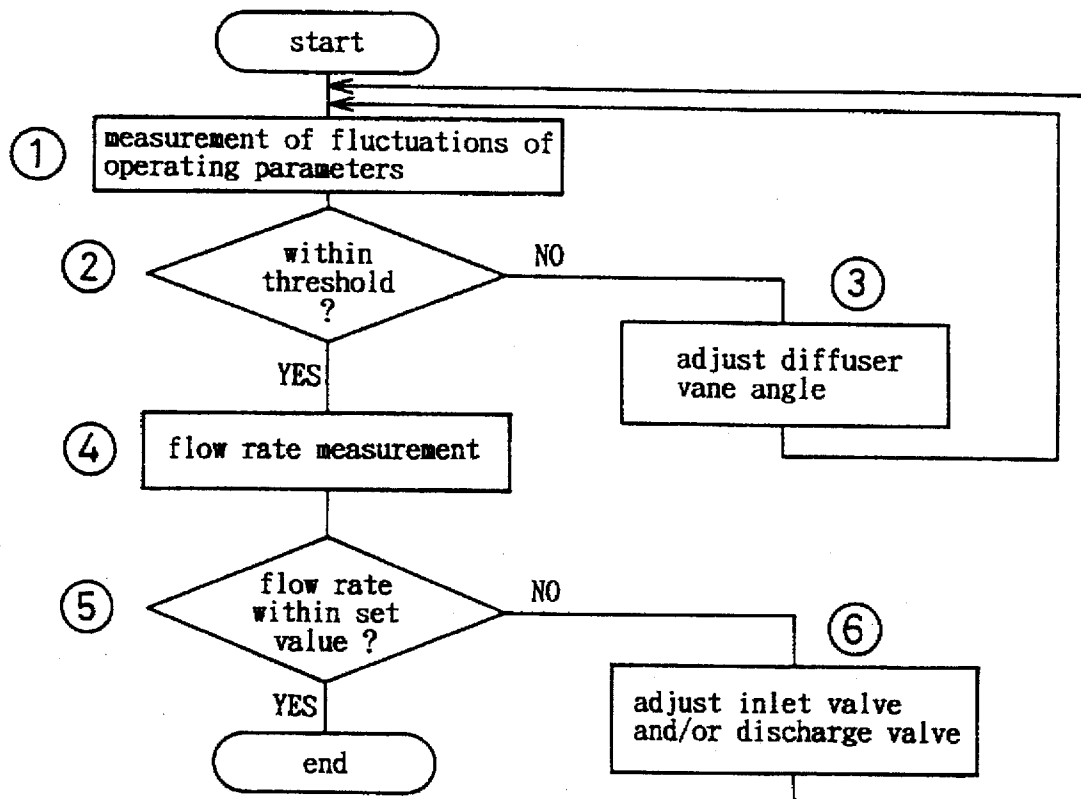 start
① measurement of fluctuations of
operating parameters
② within
threshold
?
NO
③
adjust diffuser
vane angle
YES
④ flow rate measurement
⑤ flow rate
within set
value ?
NO
⑥
adjust inlet valve
and/or discharge valve
YES
end